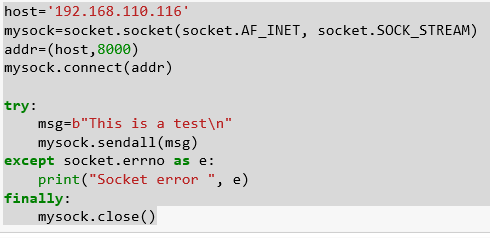 host='192.168.110.116'
mysock=socket.socket(socket.AF_INET, socket.SOCK_STREAM)
addr=(host,8000)
mysock.connect(addr)

try:
    msg=b"This is a test\n"
    mysock.sendall(msg)
except socket.errno as e:
    print("Socket error ", e)
finally:
    mysock.close()